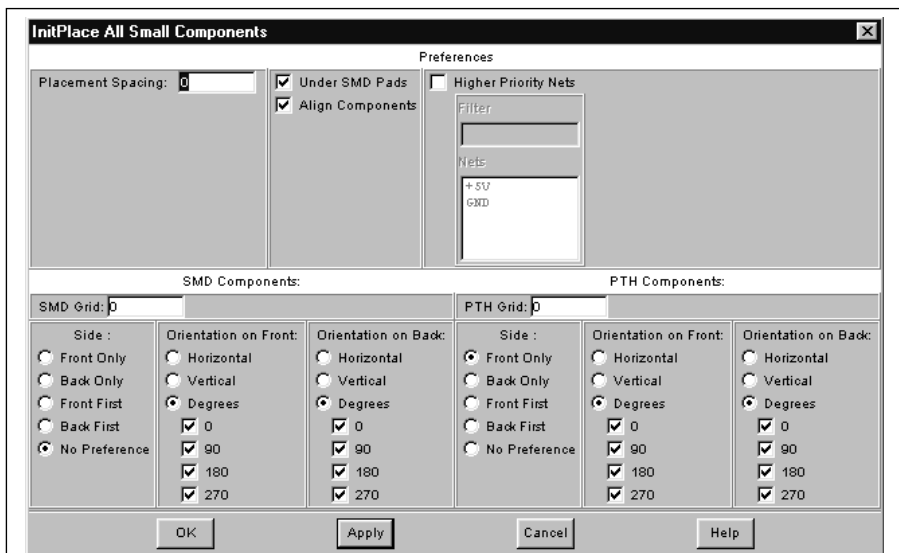 InitPlace All Small Components
Preferences
Placement Spacing: 0
Under SMD Pads
Align Components
Higher Priority Nets
Filter
Nets
+5V
GND
SMD Components:
SMD Grid: 0
Side :
Front Only
Back Only
Front First
Back First
No Preference
Orientation on Front:
Horizontal
Vertical
Degrees
0
90
180
270
Orientation on Back:
Horizontal
Vertical
Degrees
0
90
180
270
PTH Components:
PTH Grid: 0
Side :
Front Only
Back Only
Front First
Back First
No Preference
Orientation on Front:
Horizontal
Vertical
Degrees
0
90
180
270
Orientation on Back:
Horizontal
Vertical
Degrees
0
90
180
270
OK
Apply
Cancel
Help